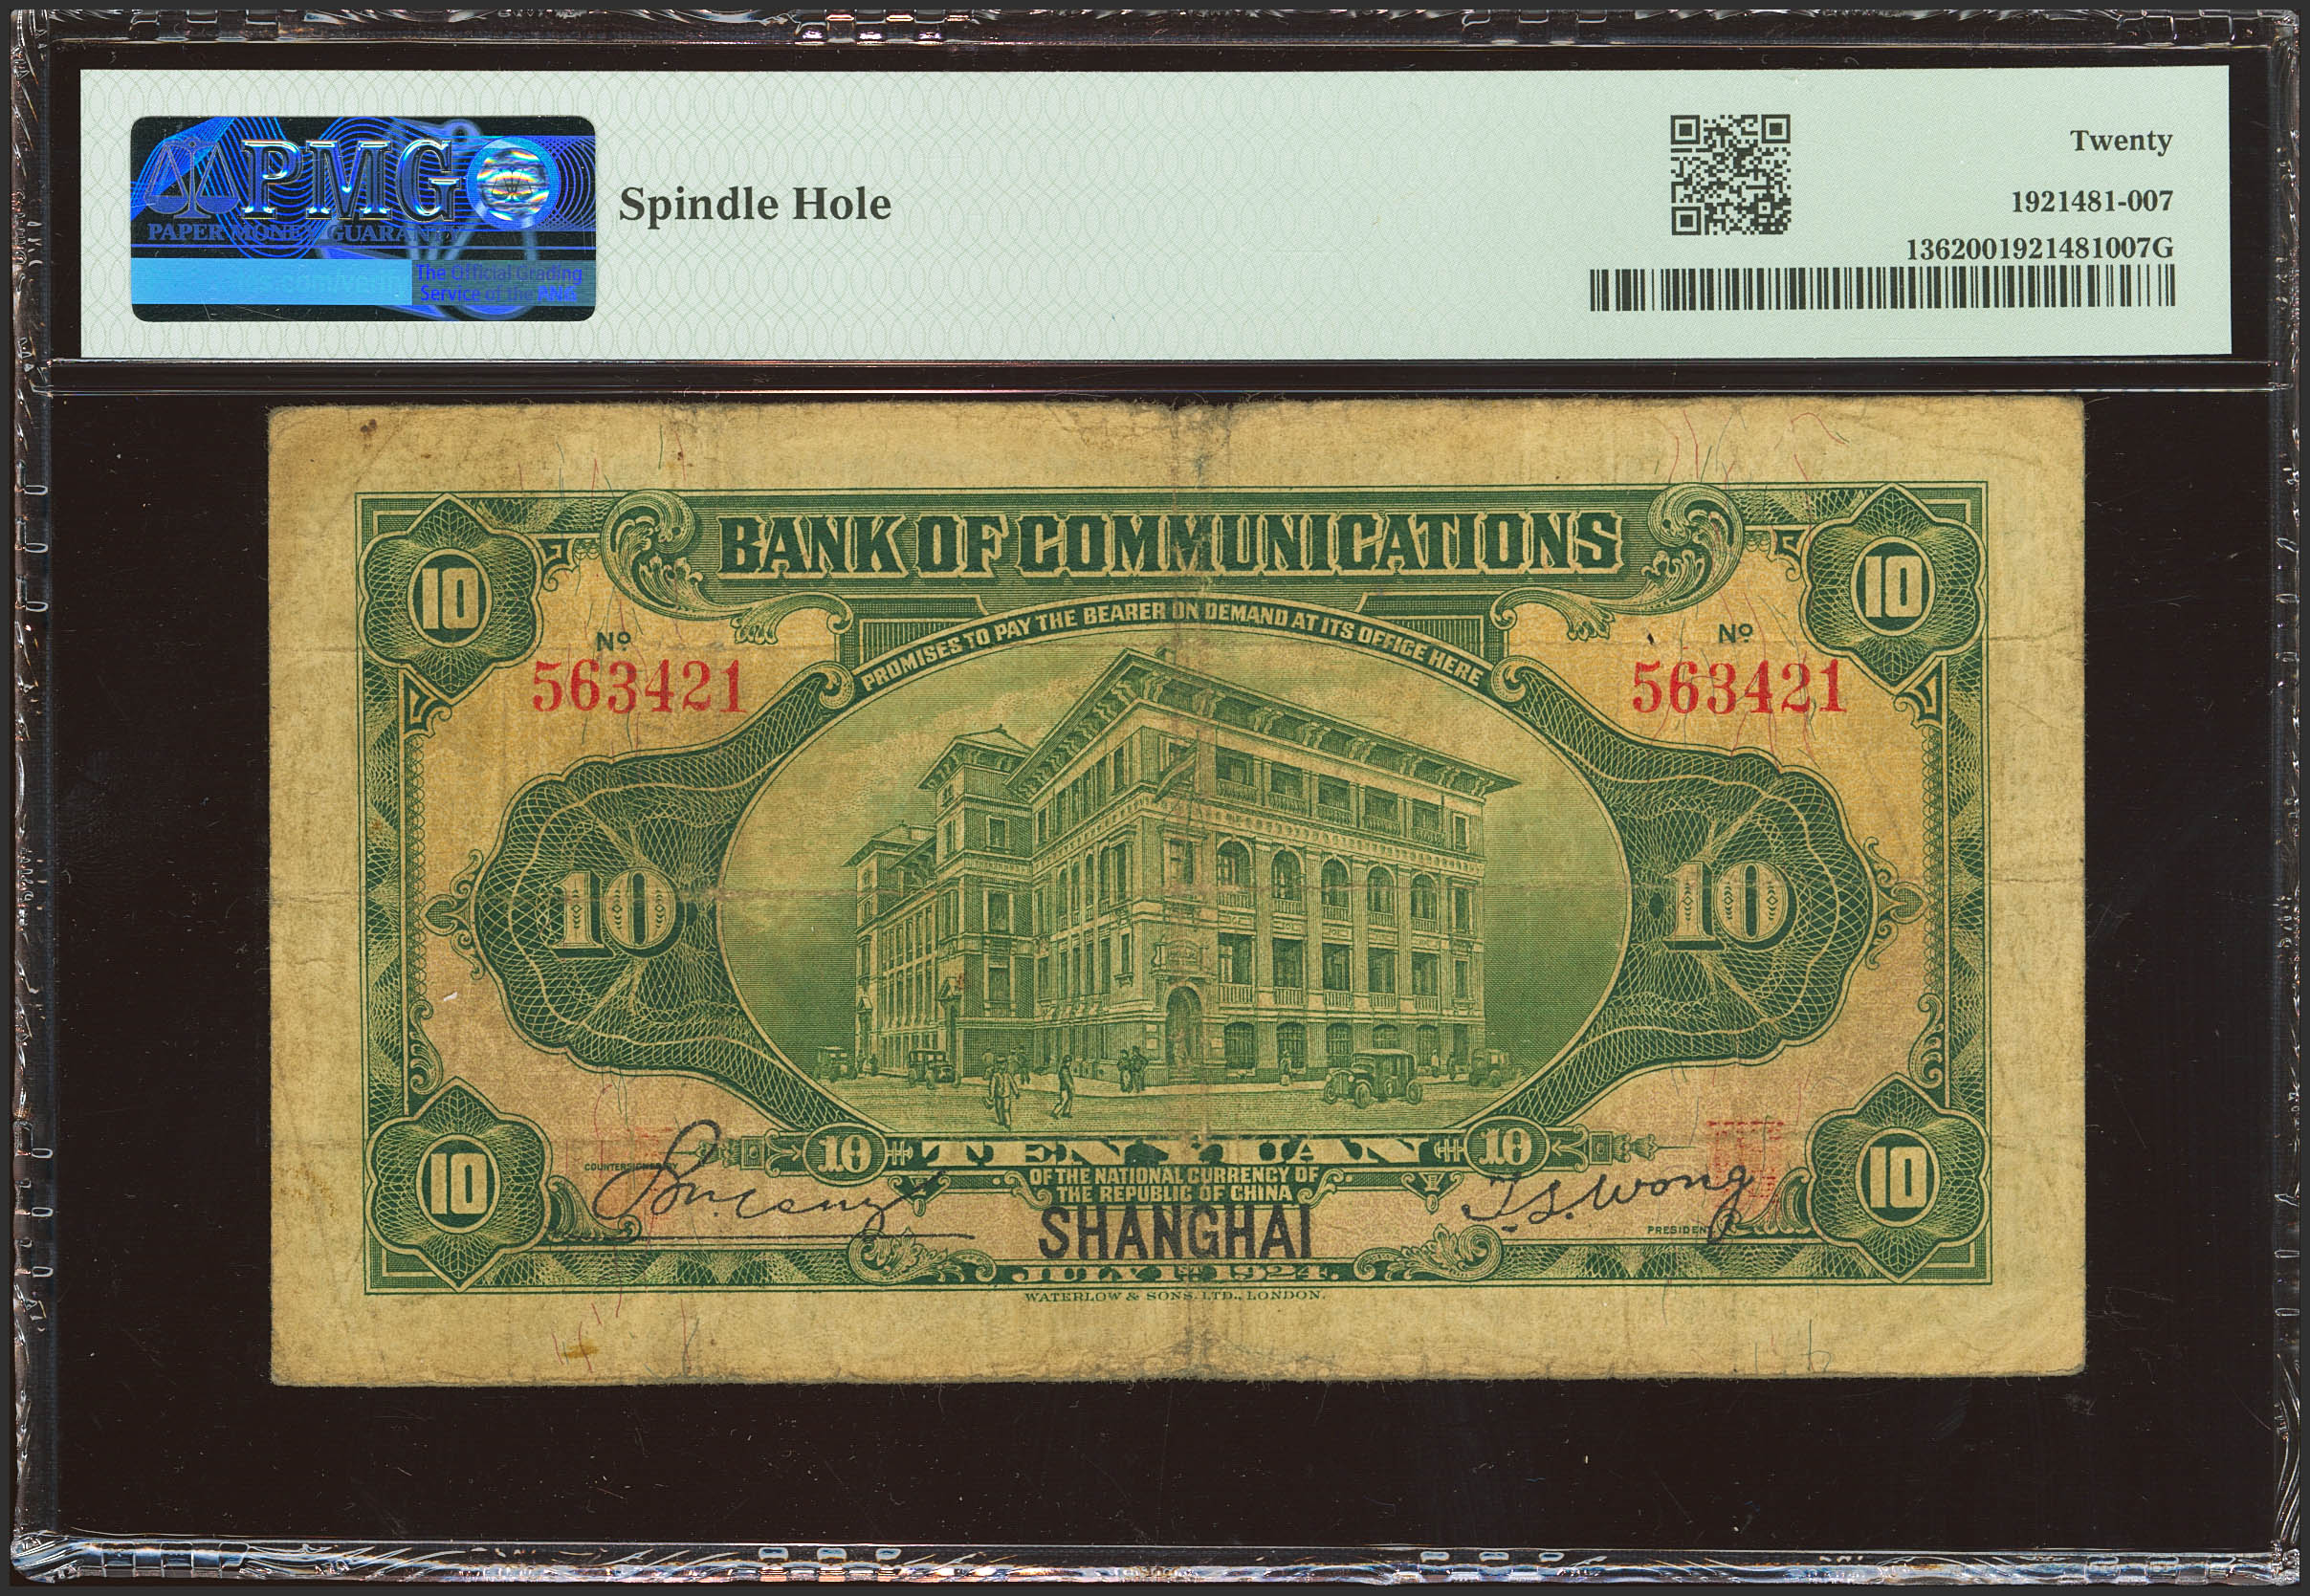 PMG
PAPER MONEY GUARANTY
The Official Grading
Service of the PNG
Spindle Hole
Twenty
1921481-007
1362001921481007G
BANK OF COMMUNICATIONS
PROMISES TO PAY THE BEARER ON DEMAND AT ITS OFFICE HERE
10
10
Nº
563421
Nº
563421
10
10
COUNTERSIGNED BY
10 TEN YUAN 10
OF THE NATIONAL CURRENCY OF
THE REPUBLIC OF CHINA
T.S. Wong
PRESIDENT
10
10
SHANGHAI
JULY 1ST 1924.
WATERLOW & SONS, LTD., LONDON.